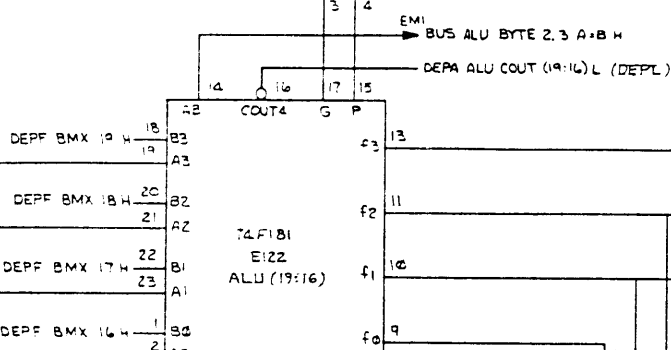 3 4
EM1
BUS ALU BYTE 2,3 A=B H
DEPA ALU COUT (19:16) L (DEPL)
14 16 17 15
AB COUT4 G P
DEPF BMX 19 H 18 B3
19 A3
f3 13
DEPF BMX 18 H 20 B2
21 A2
f2 11
74F181
E122
ALU (19:16)
DEPF BMX 17 H 22 B1
23 A1
f1 10
DEPF BMX 16 H 1 B0
2
f0 9